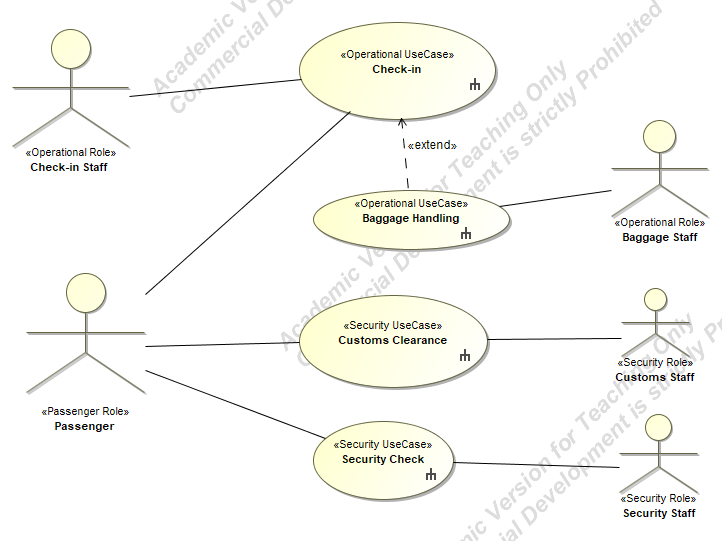 Academic Version for Teaching Only
Commercial Development is strictly Prohibited
«Operational UseCase»
Check-in
«Operational Role»
Check-in Staff
«extend»
«Operational UseCase»
Baggage Handling
«Operational Role»
Baggage Staff
«Security UseCase»
Customs Clearance
«Security Role»
Customs Staff
«Passenger Role»
Passenger
«Security UseCase»
Security Check
«Security Role»
Security Staff